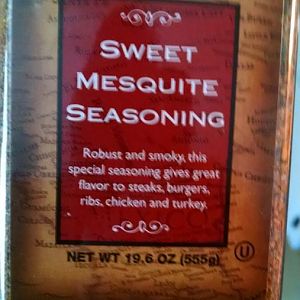 SWEET
MESQUITE
SEASONING
Robust and smoky, this
special seasoning gives great
flavor to steaks, burgers,
ribs, chicken and turkey.
NET WT 19.6 OZ (555g)
U